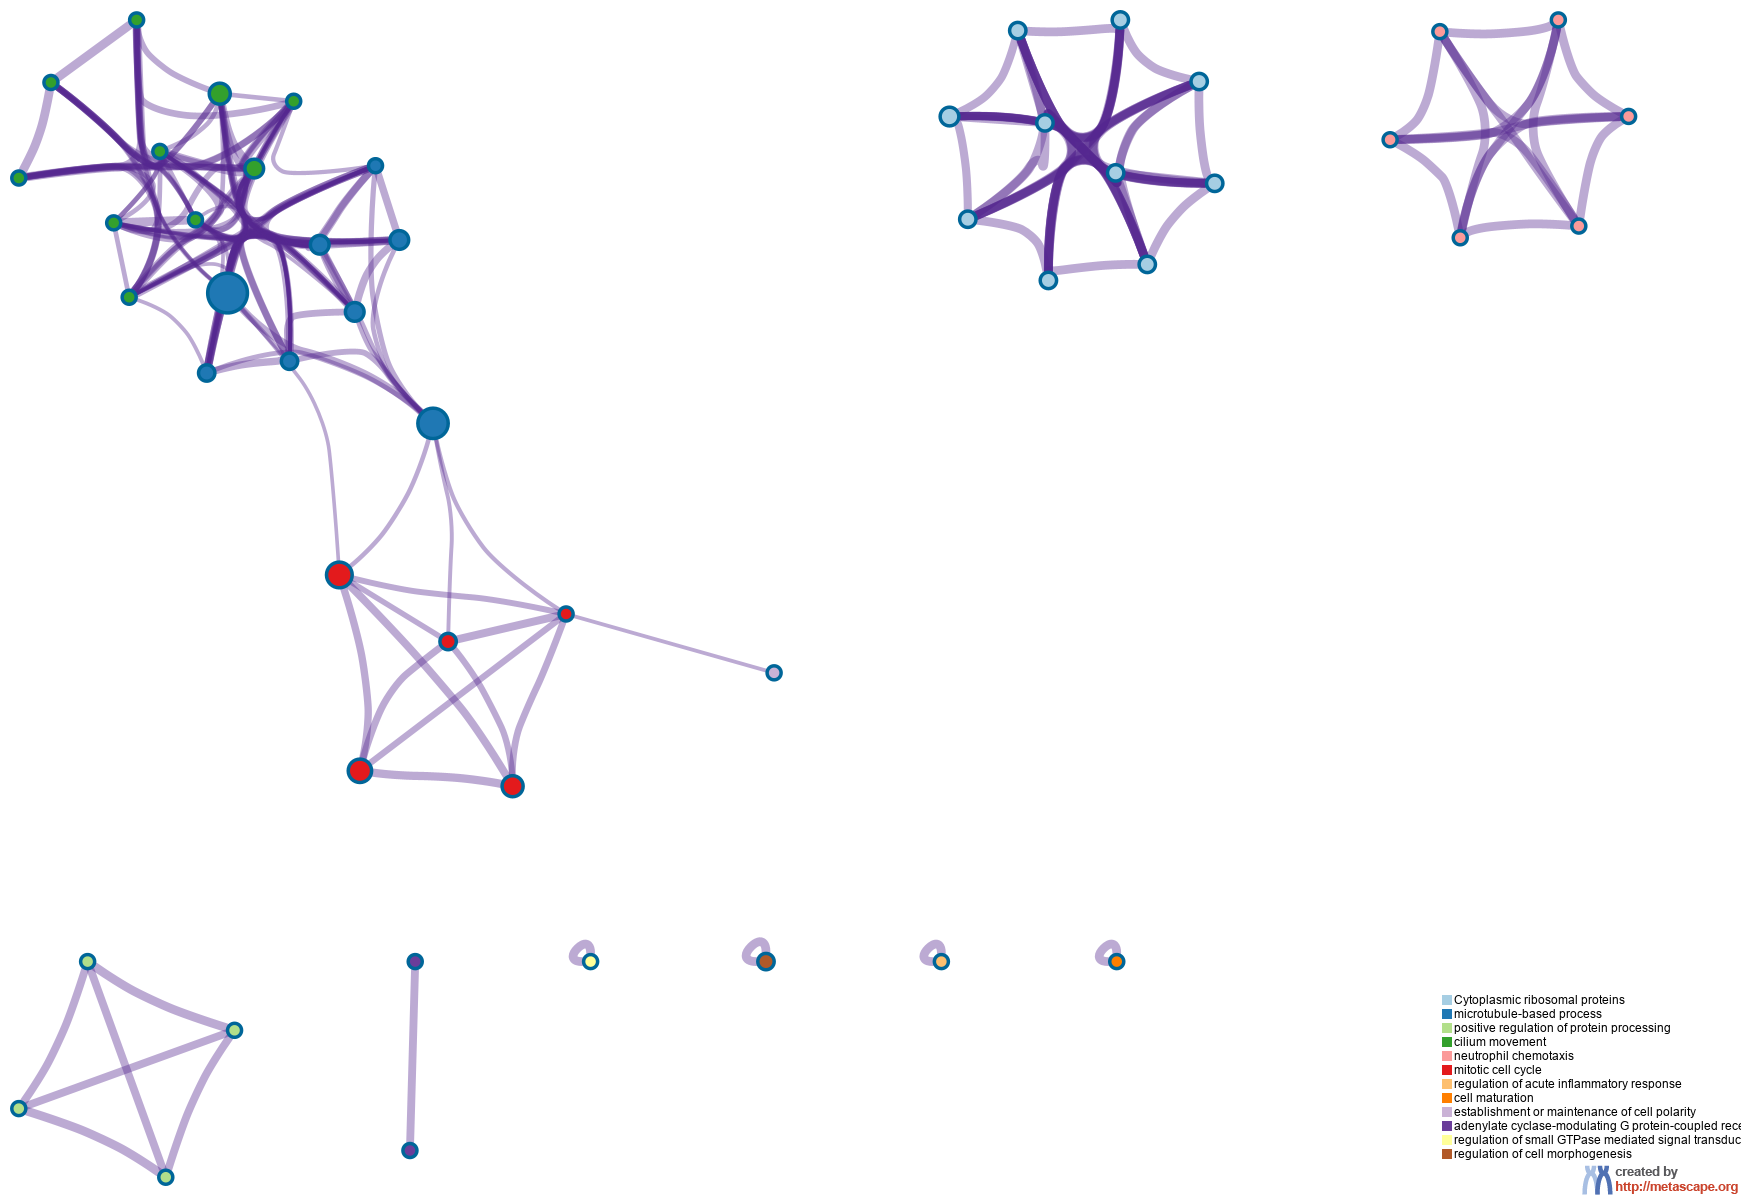 Cytoplasmic ribosomal proteins
microtubule-based process
positive regulation of protein processing
cilium movement
neutrophil chemotaxis
mitotic cell cycle
regulation of acute inflammatory response
cell maturation
establishment or maintenance of cell polarity
adenylate cyclase-modulating G protein-coupled rece
regulation of small GTPase mediated signal transduc
regulation of cell morphogenesis
created by
http://metascape.org